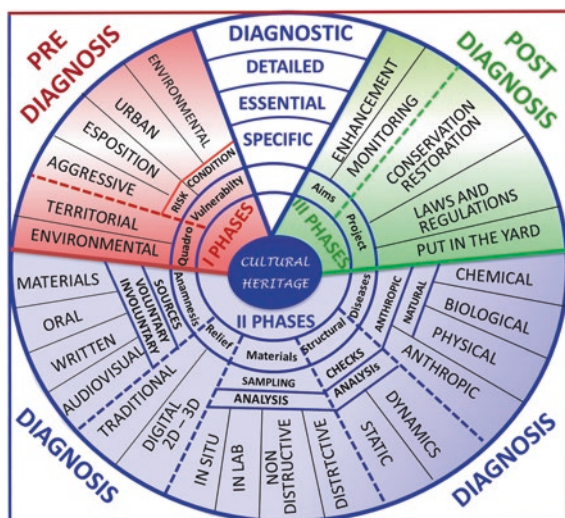 PRE
DIAGNOSIS
DIAGNOSTIC
DETAILED
ESSENTIAL
SPECIFIC
POST
DIAGNOSIS
ENVIRONMENTAL
URBAN
ESPOSITION
AGGRESSIVE
TERRITORIAL
ENVIRONMENTAL
RISK CONDITION
Quadro Vulnerabilty
I PHASES
ENHANCEMENT
MONITORING
CONSERVATION
RESTORATION
LAWS AND
REGULATIONS
PUT IN THE YARD
Aims
Project
III PHASES
CULTURAL
HERITAGE
II PHASES
Anamnesis
Relief
Materials
Structural
Diseases
MATERIALS
ORAL
WRITTEN
AUDIOVISUAL
SOURCES
VOLUNTARY
INVOLUNTARY
TRADITIONAL
DIGITAL
2D – 3D
SAMPLING
ANALYSIS
IN SITU
IN LAB
NON
DISTRUCTIVE
DISTRCTIVE
CHECKS
ANALYSIs
STATIC
DYNAMICS
ANTHROPIC
NATURAL
CHEMICAL
BIOLOGICAL
PHYSICAL
ANTHROPIC
DIAGNOSIS
DIAGNOSIS